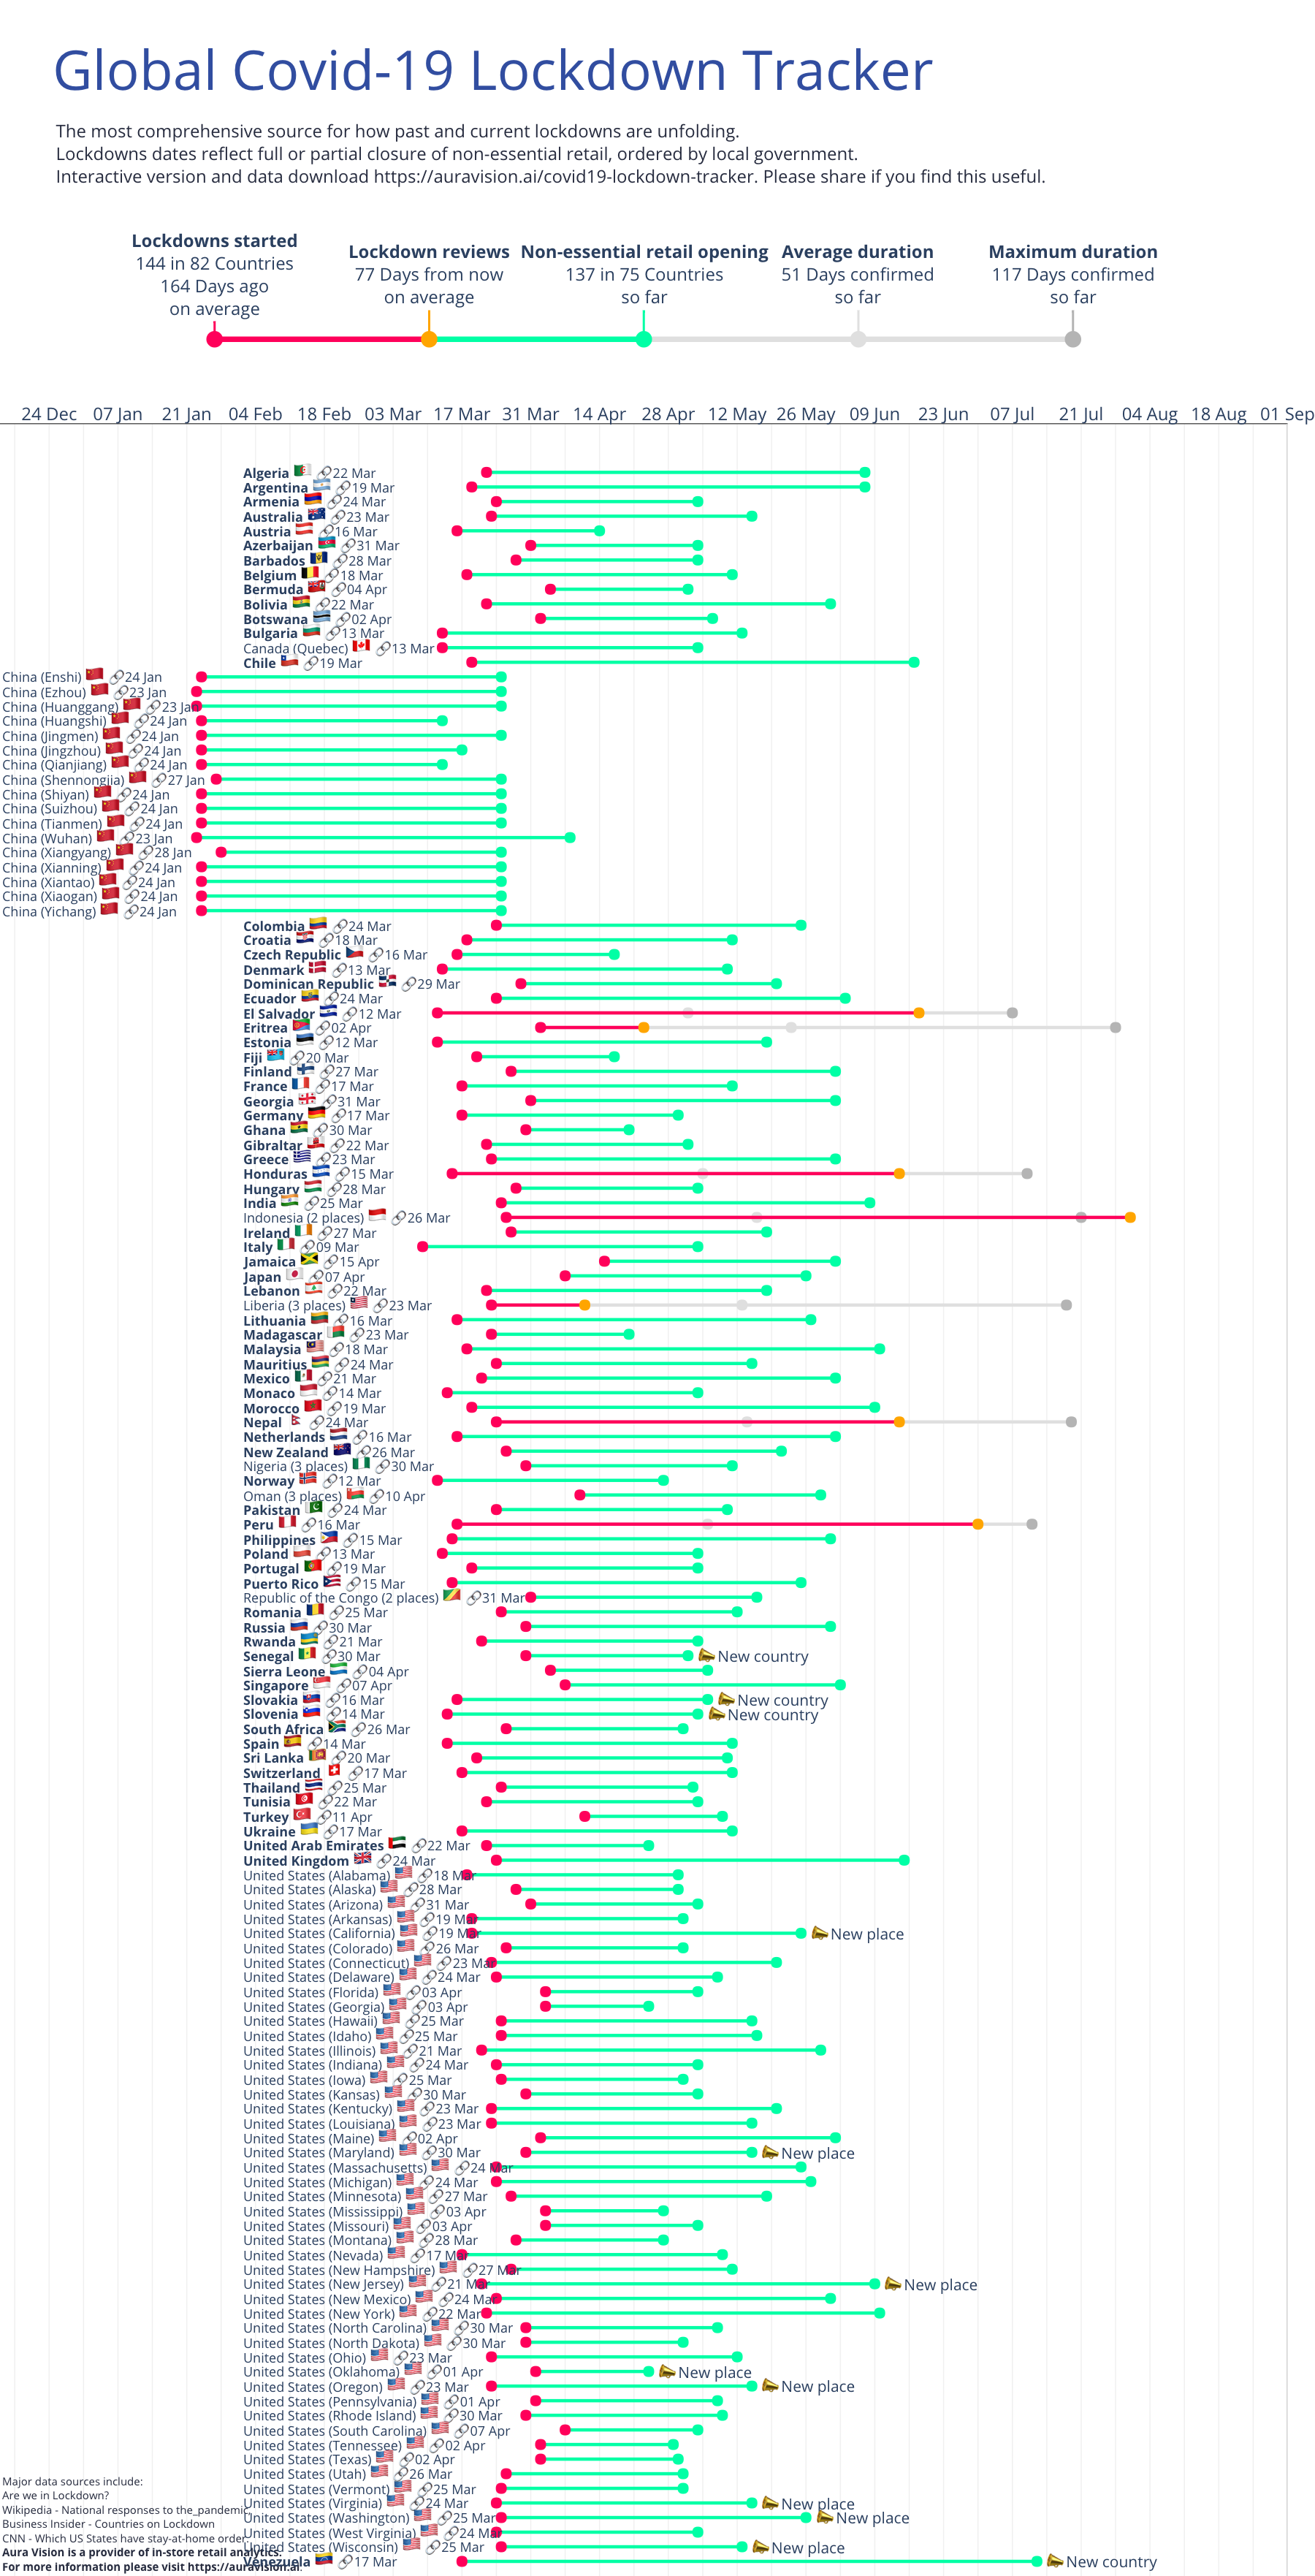 Global Covid-19 Lockdown Tracker
The most comprehensive source for how past and current lockdowns are unfolding.
Lockdowns dates reflect full or partial closure of non-essential retail, ordered by local government.
Interactive version and data download https://auravision.ai/covid19-lockdown-tracker. Please share if you find this useful.
Lockdowns started
144 in 82 Countries
164 Days ago
on average
Lockdown reviews
77 Days from now
on average
Non-essential retail opening
137 in 75 Countries
so far
Average duration
51 Days confirmed
so far
Maximum duration
117 Days confirmed
so far
24 Dec 07 Jan 21 Jan 04 Feb 18 Feb 03 Mar 17 Mar 31 Mar 14 Apr 28 Apr 12 May 26 May 09 Jun 23 Jun 07 Jul 21 Jul 04 Aug 18 Aug 01 Sep
Algeria 22 Mar
Argentina 19 Mar
Armenia 24 Mar
Australia 23 Mar
Austria 16 Mar
Azerbaijan 31 Mar
Barbados 28 Mar
Belgium 18 Mar
Bermuda 04 Apr
Bolivia 22 Mar
Botswana 02 Apr
Bulgaria 13 Mar
Canada (Quebec) 13 Mar
Chile 19 Mar
China (Enshi) 24 Jan
China (Ezhou) 23 Jan
China (Huanggang) 23 Jan
China (Huangshi) 24 Jan
China (Jingmen) 24 Jan
China (Jingzhou) 24 Jan
China (Qianjiang) 24 Jan
China (Shennongjia) 27 Jan
China (Shiyan) 24 Jan
China (Suizhou) 24 Jan
China (Tianmen) 24 Jan
China (Wuhan) 23 Jan
China (Xiangyang) 28 Jan
China (Xianning) 24 Jan
China (Xiantao) 24 Jan
China (Xiaogan) 24 Jan
China (Yichang) 24 Jan
Colombia 24 Mar
Croatia 18 Mar
Czech Republic 16 Mar
Denmark 13 Mar
Dominican Republic 29 Mar
Ecuador 24 Mar
El Salvador 12 Mar
Eritrea 02 Apr
Estonia 12 Mar
Fiji 20 Mar
Finland 27 Mar
France 17 Mar
Georgia 31 Mar
Germany 17 Mar
Ghana 30 Mar
Gibraltar 22 Mar
Greece 23 Mar
Honduras 15 Mar
Hungary 28 Mar
India 25 Mar
Indonesia (2 places) 26 Mar
Ireland 27 Mar
Italy 09 Mar
Jamaica 15 Apr
Japan 07 Apr
Lebanon 22 Mar
Liberia (3 places) 23 Mar
Lithuania 16 Mar
Madagascar 23 Mar
Malaysia 18 Mar
Mauritius 24 Mar
Mexico 21 Mar
Monaco 14 Mar
Morocco 19 Mar
Nepal 24 Mar
Netherlands 16 Mar
New Zealand 26 Mar
Nigeria (3 places) 30 Mar
Norway 12 Mar
Oman (3 places) 10 Apr
Pakistan 24 Mar
Peru 16 Mar
Philippines 15 Mar
Poland 13 Mar
Portugal 19 Mar
Puerto Rico 15 Mar
Republic of the Congo (2 places) 31 Mar
Romania 25 Mar
Russia 30 Mar
Rwanda 21 Mar
Senegal 30 Mar New country
Sierra Leone 04 Apr
Singapore 07 Apr
Slovakia 16 Mar New country
Slovenia 14 Mar New country
South Africa 26 Mar
Spain 14 Mar
Sri Lanka 20 Mar
Switzerland 17 Mar
Thailand 25 Mar
Tunisia 22 Mar
Turkey 11 Apr
Ukraine 17 Mar
United Arab Emirates 22 Mar
United Kingdom 24 Mar
United States (Alabama) 18 Mar
United States (Alaska) 28 Mar
United States (Arizona) 31 Mar
United States (Arkansas) 19 Mar
United States (California) 19 Mar New place
United States (Colorado) 26 Mar
United States (Connecticut) 23 Mar
United States (Delaware) 24 Mar
United States (Florida) 03 Apr
United States (Georgia) 03 Apr
United States (Hawaii) 25 Mar
United States (Idaho) 25 Mar
United States (Illinois) 21 Mar
United States (Indiana) 24 Mar
United States (Iowa) 25 Mar
United States (Kansas) 30 Mar
United States (Kentucky) 23 Mar
United States (Louisiana) 23 Mar
United States (Maine) 02 Apr
United States (Maryland) 30 Mar New place
United States (Massachusetts) 24 Mar
United States (Michigan) 24 Mar
United States (Minnesota) 27 Mar
United States (Mississippi) 03 Apr
United States (Missouri) 03 Apr
United States (Montana) 28 Mar
United States (Nevada) 17 Mar
United States (New Hampshire) 27 Mar
United States (New Jersey) 21 Mar New place
United States (New Mexico) 24 Mar
United States (New York) 22 Mar
United States (North Carolina) 30 Mar
United States (North Dakota) 30 Mar
United States (Ohio) 23 Mar
United States (Oklahoma) 01 Apr New place
United States (Oregon) 23 Mar New place
United States (Pennsylvania) 01 Apr
United States (Rhode Island) 30 Mar
United States (South Carolina) 07 Apr
United States (Tennessee) 02 Apr
United States (Texas) 02 Apr
United States (Utah) 26 Mar
United States (Vermont) 25 Mar
United States (Virginia) 24 Mar New place
United States (Washington) 25 Mar New place
United States (West Virginia) 24 Mar
United States (Wisconsin) 25 Mar New place
Venezuela 17 Mar New country
Major data sources include:
Are we in Lockdown?
Wikipedia - National responses to the pandemic
Business Insider - Countries on Lockdown
CNN - Which US States have stay-at-home order
Aura Vision is a provider of in-store retail analytics.
For more information please visit https://auravision.ai